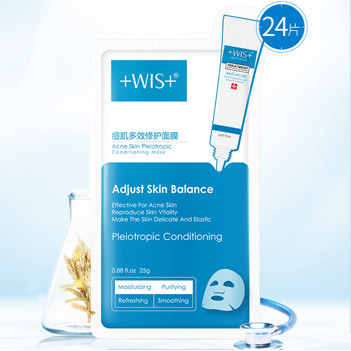 24片
+WIS+®
+WIS+
TREATMENT
ANTI ACNE
痘肌多效修护面膜
Acne Skin Pleiotropic
Conditioning Mask
Adjust Skin Balance
Effective For Acne Skin
Reproduce Skin Vitality
Make The Skin Delicate And Elastic
Pleiotropic Conditioning
0.88 fl.oz 25g
Moisturizing Purifying
Refreshing Smoothing